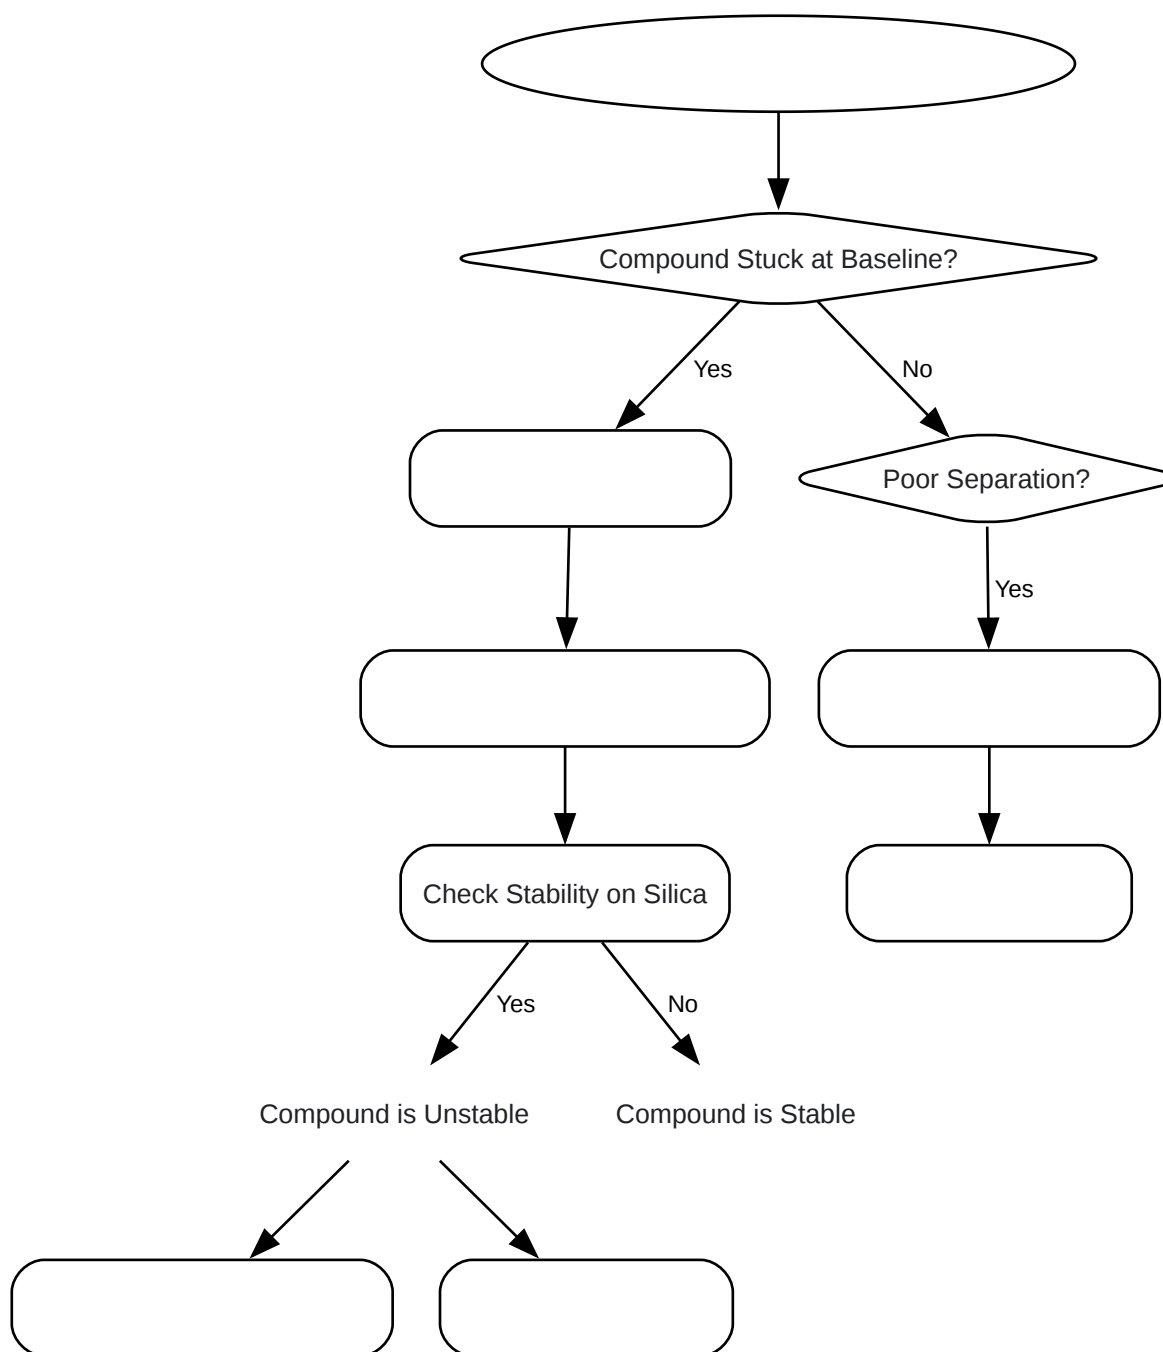 Compound Stuck at Baseline?
Yes
No
Poor Separation?
Yes
Check Stability on Silica
Yes
No
Compound is Unstable
Compound is Stable